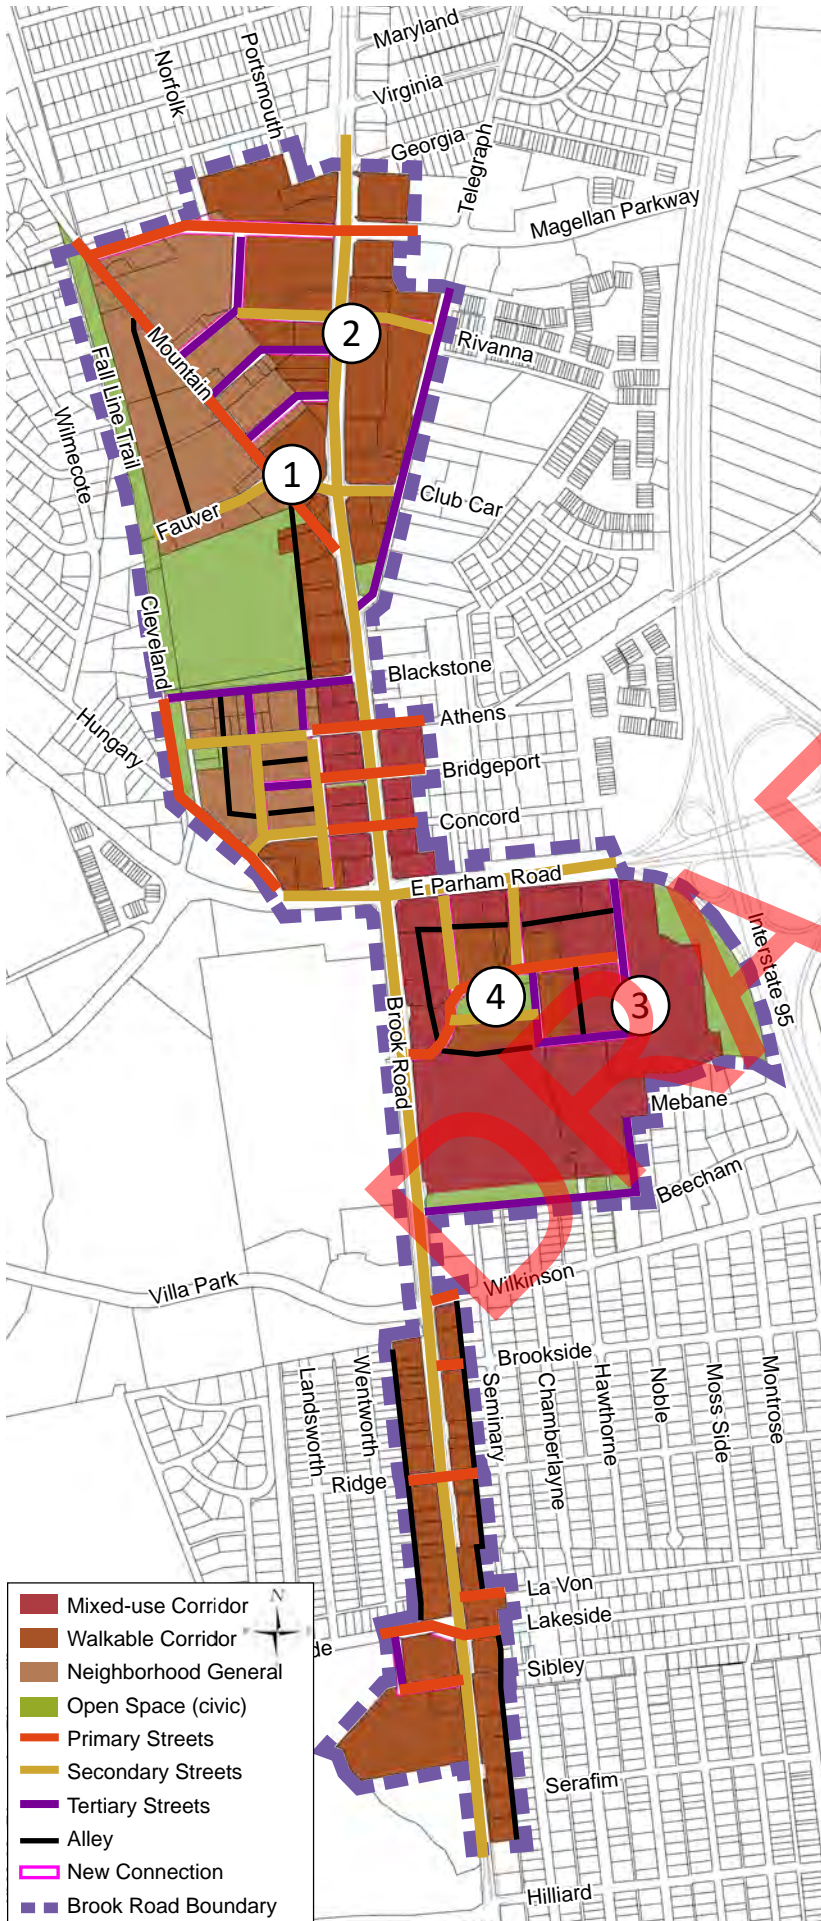 Maryland
Portsmouth
Norfolk
Virginia
Georgia
Telegraph
Magellan Parkway
2
Rivanna
Mountain
Fall Line Trail
Wilmecote
1
Club Car
Fauver
Cleveland
Blackstone
Athens
Hungary
Bridgeport
Concord
E Parham Road
Interstate 95
4
3
Brook Road
Mebane
Beecham
DRA
Villa Park
Wilkinson
Brookside
Landsworth
Wentworth
Seminary
Chamberlayne
Hawthorne
Noble
Moss Side
Montrose
Ridge
La Von
Lakeside
de
Sibley
Serafim
Hilliard
N
Mixed-use Corridor
Walkable Corridor
Neighborhood General
Open Space (civic)
Primary Streets
Secondary Streets
Tertiary Streets
Alley
New Connection
Brook Road Boundary